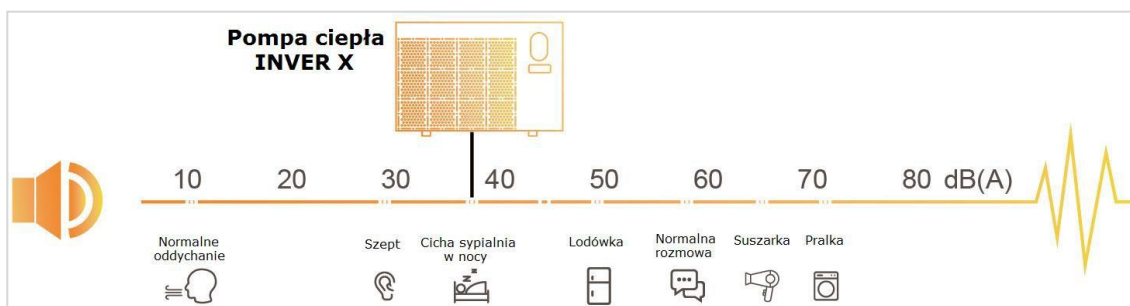 Pompa ciepła
INVER X
10 20 30 40 50 60 70 80 dB(A)
Normalne
oddychanie
Szept
Cicha sypialnia
w nocy
Lodówka
Normalna
rozmowa
Suszarka
Pralka